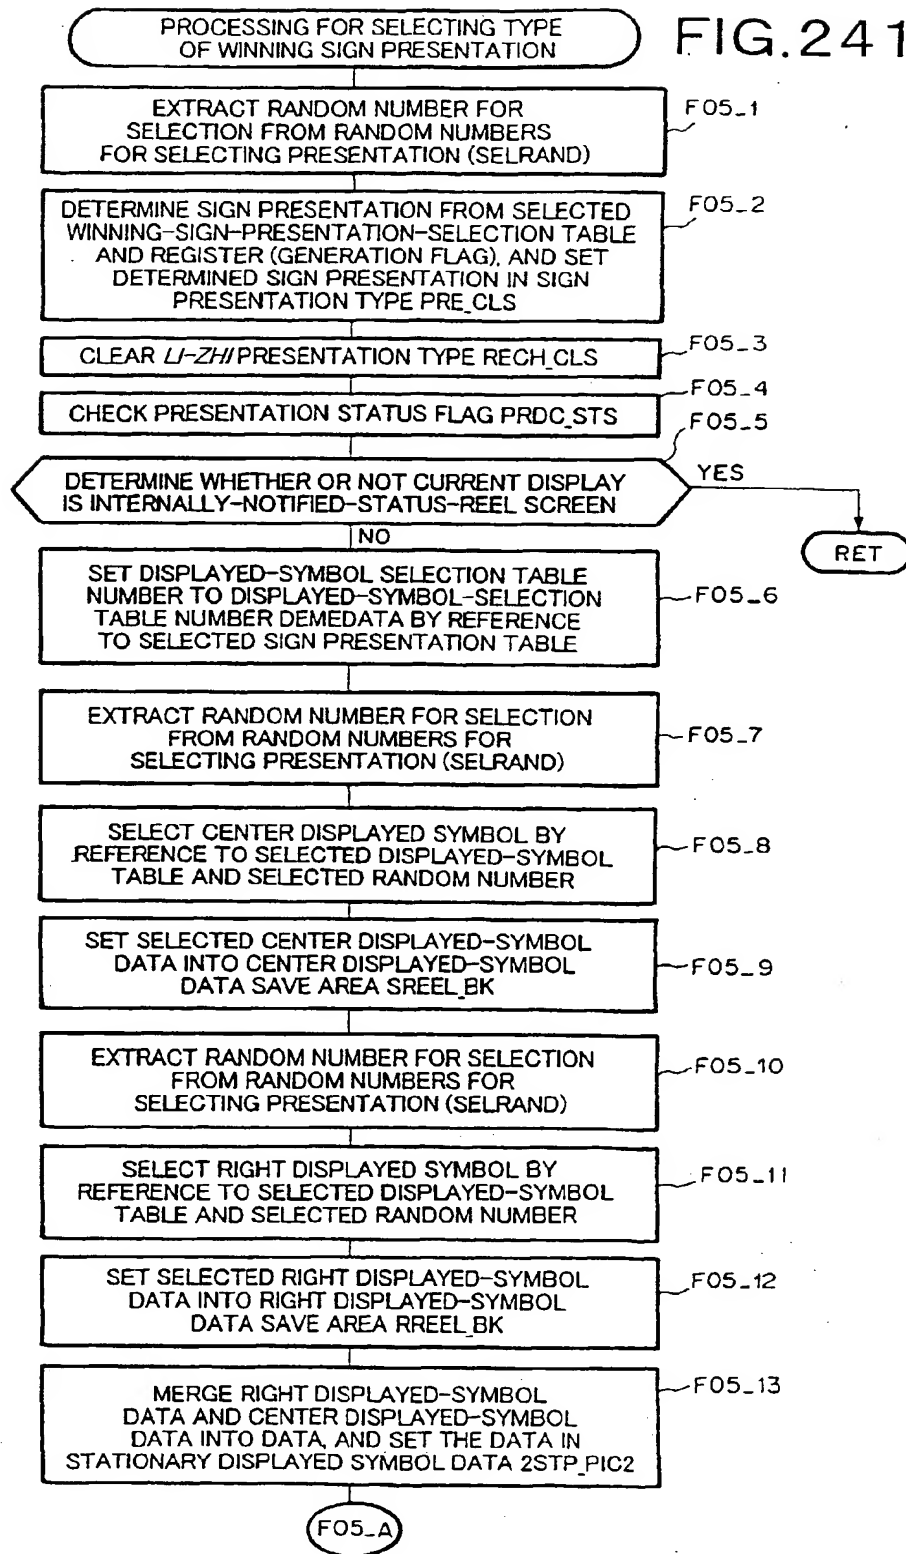 FIG.241
PROCESSING FOR SELECTING TYPE
OF WINNING SIGN PRESENTATION
EXTRACT RANDOM NUMBER FOR
SELECTION FROM RANDOM NUMBERS
FOR SELECTING PRESENTATION (SELRAND)
F05_1
DETERMINE SIGN PRESENTATION FROM SELECTED
WINNING-SIGN-PRESENTATION-SELECTION TABLE
AND REGISTER (GENERATION FLAG), AND SET
DETERMINED SIGN PRESENTATION IN SIGN
PRESENTATION TYPE PRE_CLS
F05_2
CLEAR LI-ZHI PRESENTATION TYPE RECH_CLS
F05_3
CHECK PRESENTATION STATUS FLAG PRDC_STS
F05_4
F05_5
DETERMINE WHETHER OR NOT CURRENT DISPLAY
IS INTERNALLY-NOTIFIED-STATUS-REEL SCREEN
YES
NO
RET
SET DISPLAYED-SYMBOL SELECTION TABLE
NUMBER TO DISPLAYED-SYMBOL-SELECTION
TABLE NUMBER DEMEDATA BY REFERENCE
TO SELECTED SIGN PRESENTATION TABLE
F05_6
EXTRACT RANDOM NUMBER FOR SELECTION
FROM RANDOM NUMBERS FOR
SELECTING PRESENTATION (SELRAND)
F05_7
SELECT CENTER DISPLAYED SYMBOL BY
REFERENCE TO SELECTED DISPLAYED-SYMBOL
TABLE AND SELECTED RANDOM NUMBER
F05_8
SET SELECTED CENTER DISPLAYED-SYMBOL
DATA INTO CENTER DISPLAYED-SYMBOL
DATA SAVE AREA SREEL_BK
F05_9
EXTRACT RANDOM NUMBER FOR SELECTION
FROM RANDOM NUMBERS FOR
SELECTING PRESENTATION (SELRAND)
F05_10
SELECT RIGHT DISPLAYED SYMBOL BY
REFERENCE TO SELECTED DISPLAYED-SYMBOL
TABLE AND SELECTED RANDOM NUMBER
F05_11
SET SELECTED RIGHT DISPLAYED-SYMBOL
DATA INTO RIGHT DISPLAYED-SYMBOL
DATA SAVE AREA RREEL_BK
F05_12
MERGE RIGHT DISPLAYED-SYMBOL
DATA AND CENTER DISPLAYED-SYMBOL
DATA INTO DATA, AND SET THE DATA IN
STATIONARY DISPLAYED SYMBOL DATA 2STP_PIC2
F05_13
F05_A